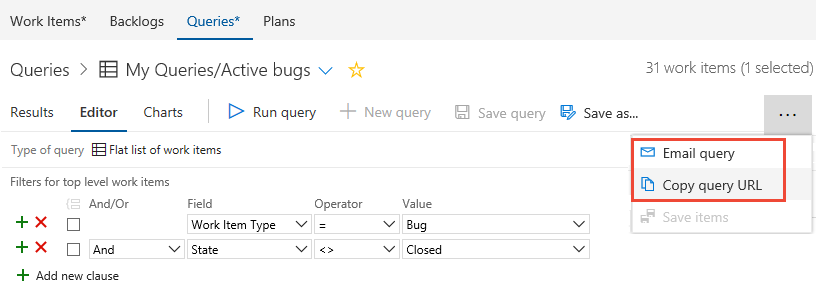 Work Items* Backlogs Queries* Plans
Queries > My Queries/Active bugs 31 work items (1 selected)
Results Editor Charts Run query New query Save query Save as... ...
Email query
Type of query Flat list of work items
Copy query URL
Filters for top level work items
Save items
And/Or Field Operator Value
Work Item Type = Bug
And State <> Closed
Add new clause